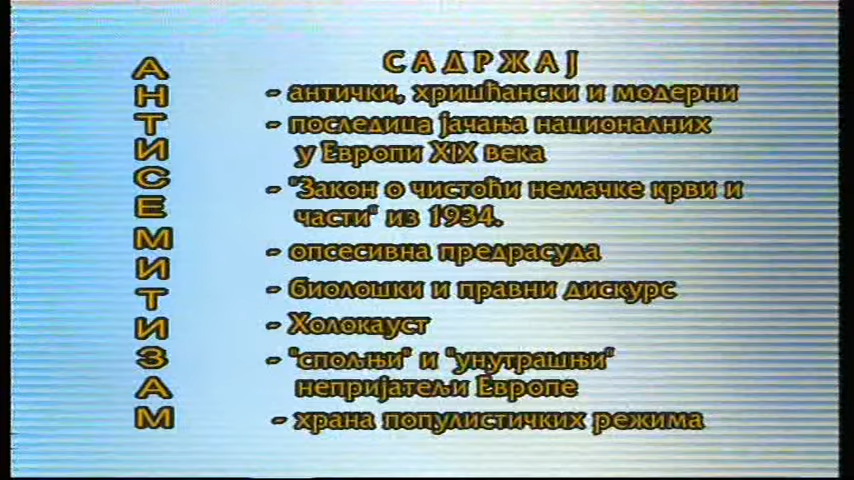 АНТИСЕМИТИЗАМ
САДРЖАЈ
- антички, хришћански и модерни
- последица јачања националних
у Европи XIX века
- "Закон о чистоћи немачке крви и
части" из 1934.
- опсесивна предрасуда
- биолошки и правни дискурс
- Холокауст
- "спољњи" и "унутрашњи"
непријатељи Европе
- храна популистичких режима